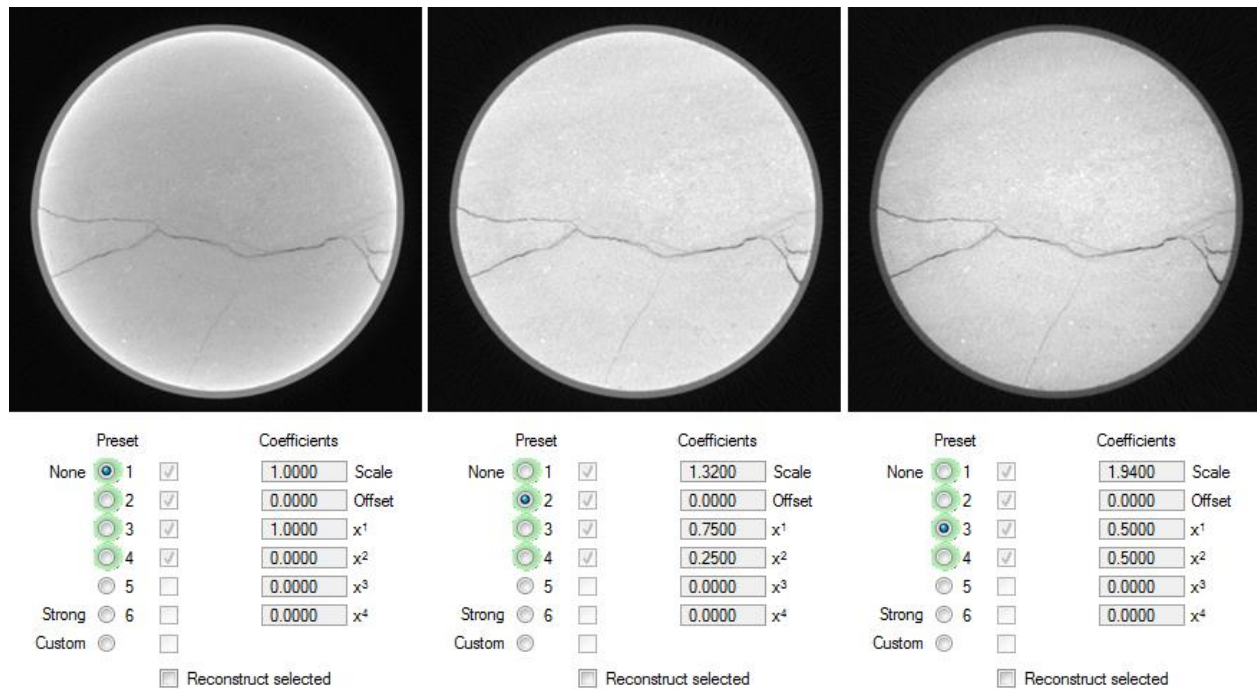 Preset Coefficients
None 1 1.0000 Scale
2 0.0000 Offset
3 1.0000 x¹
4 0.0000 x²
5 0.0000 x³
Strong 6 0.0000 x⁴
Custom
Reconstruct selected
Preset Coefficients
None 1 1.3200 Scale
2 0.0000 Offset
3 0.7500 x¹
4 0.2500 x²
5 0.0000 x³
Strong 6 0.0000 x⁴
Custom
Reconstruct selected
Preset Coefficients
None 1 1.9400 Scale
2 0.0000 Offset
3 0.5000 x¹
4 0.5000 x²
5 0.0000 x³
Strong 6 0.0000 x⁴
Custom
Reconstruct selected